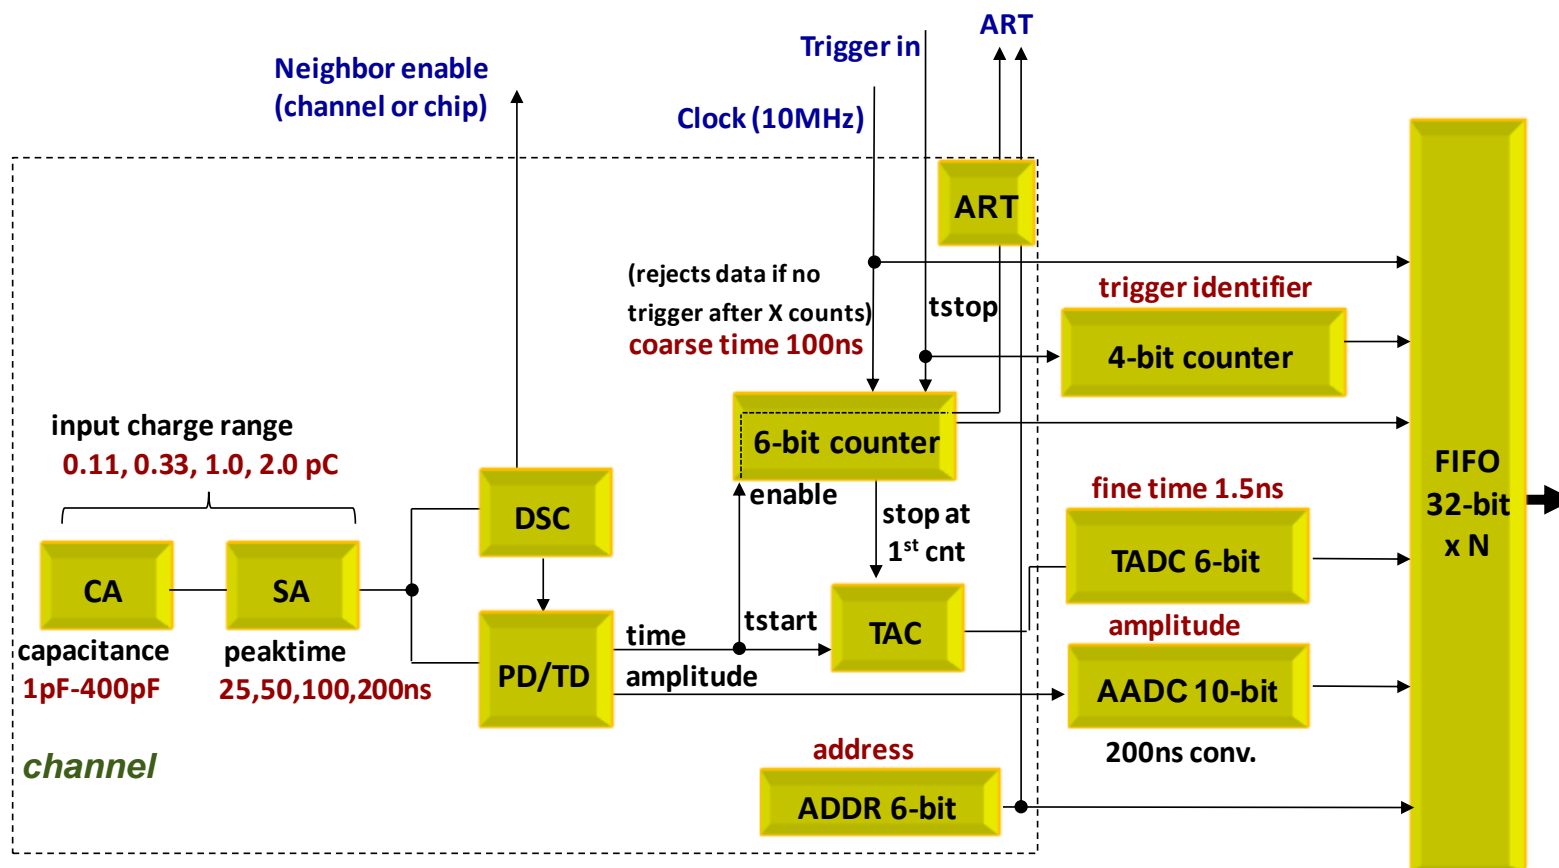 ART
Trigger in
Neighbor enable
(channel or chip)
Clock (10MHz)
ART
(rejects data if no
trigger after X counts)
coarse time 100ns
tstop
trigger identifier
4-bit counter
input charge range
0.11, 0.33, 1.0, 2.0 pC
6-bit counter
enable
DSC
stop at
1st cnt
fine time 1.5ns
TADC 6-bit
FIFO
32-bit
x N
CA
SA
capacitance
1pF-400pF
peaktime
25,50,100,200ns
PD/TD
time
tstart
TAC
amplitude
amplitude
AADC 10-bit
200ns conv.
channel
address
ADDR 6-bit